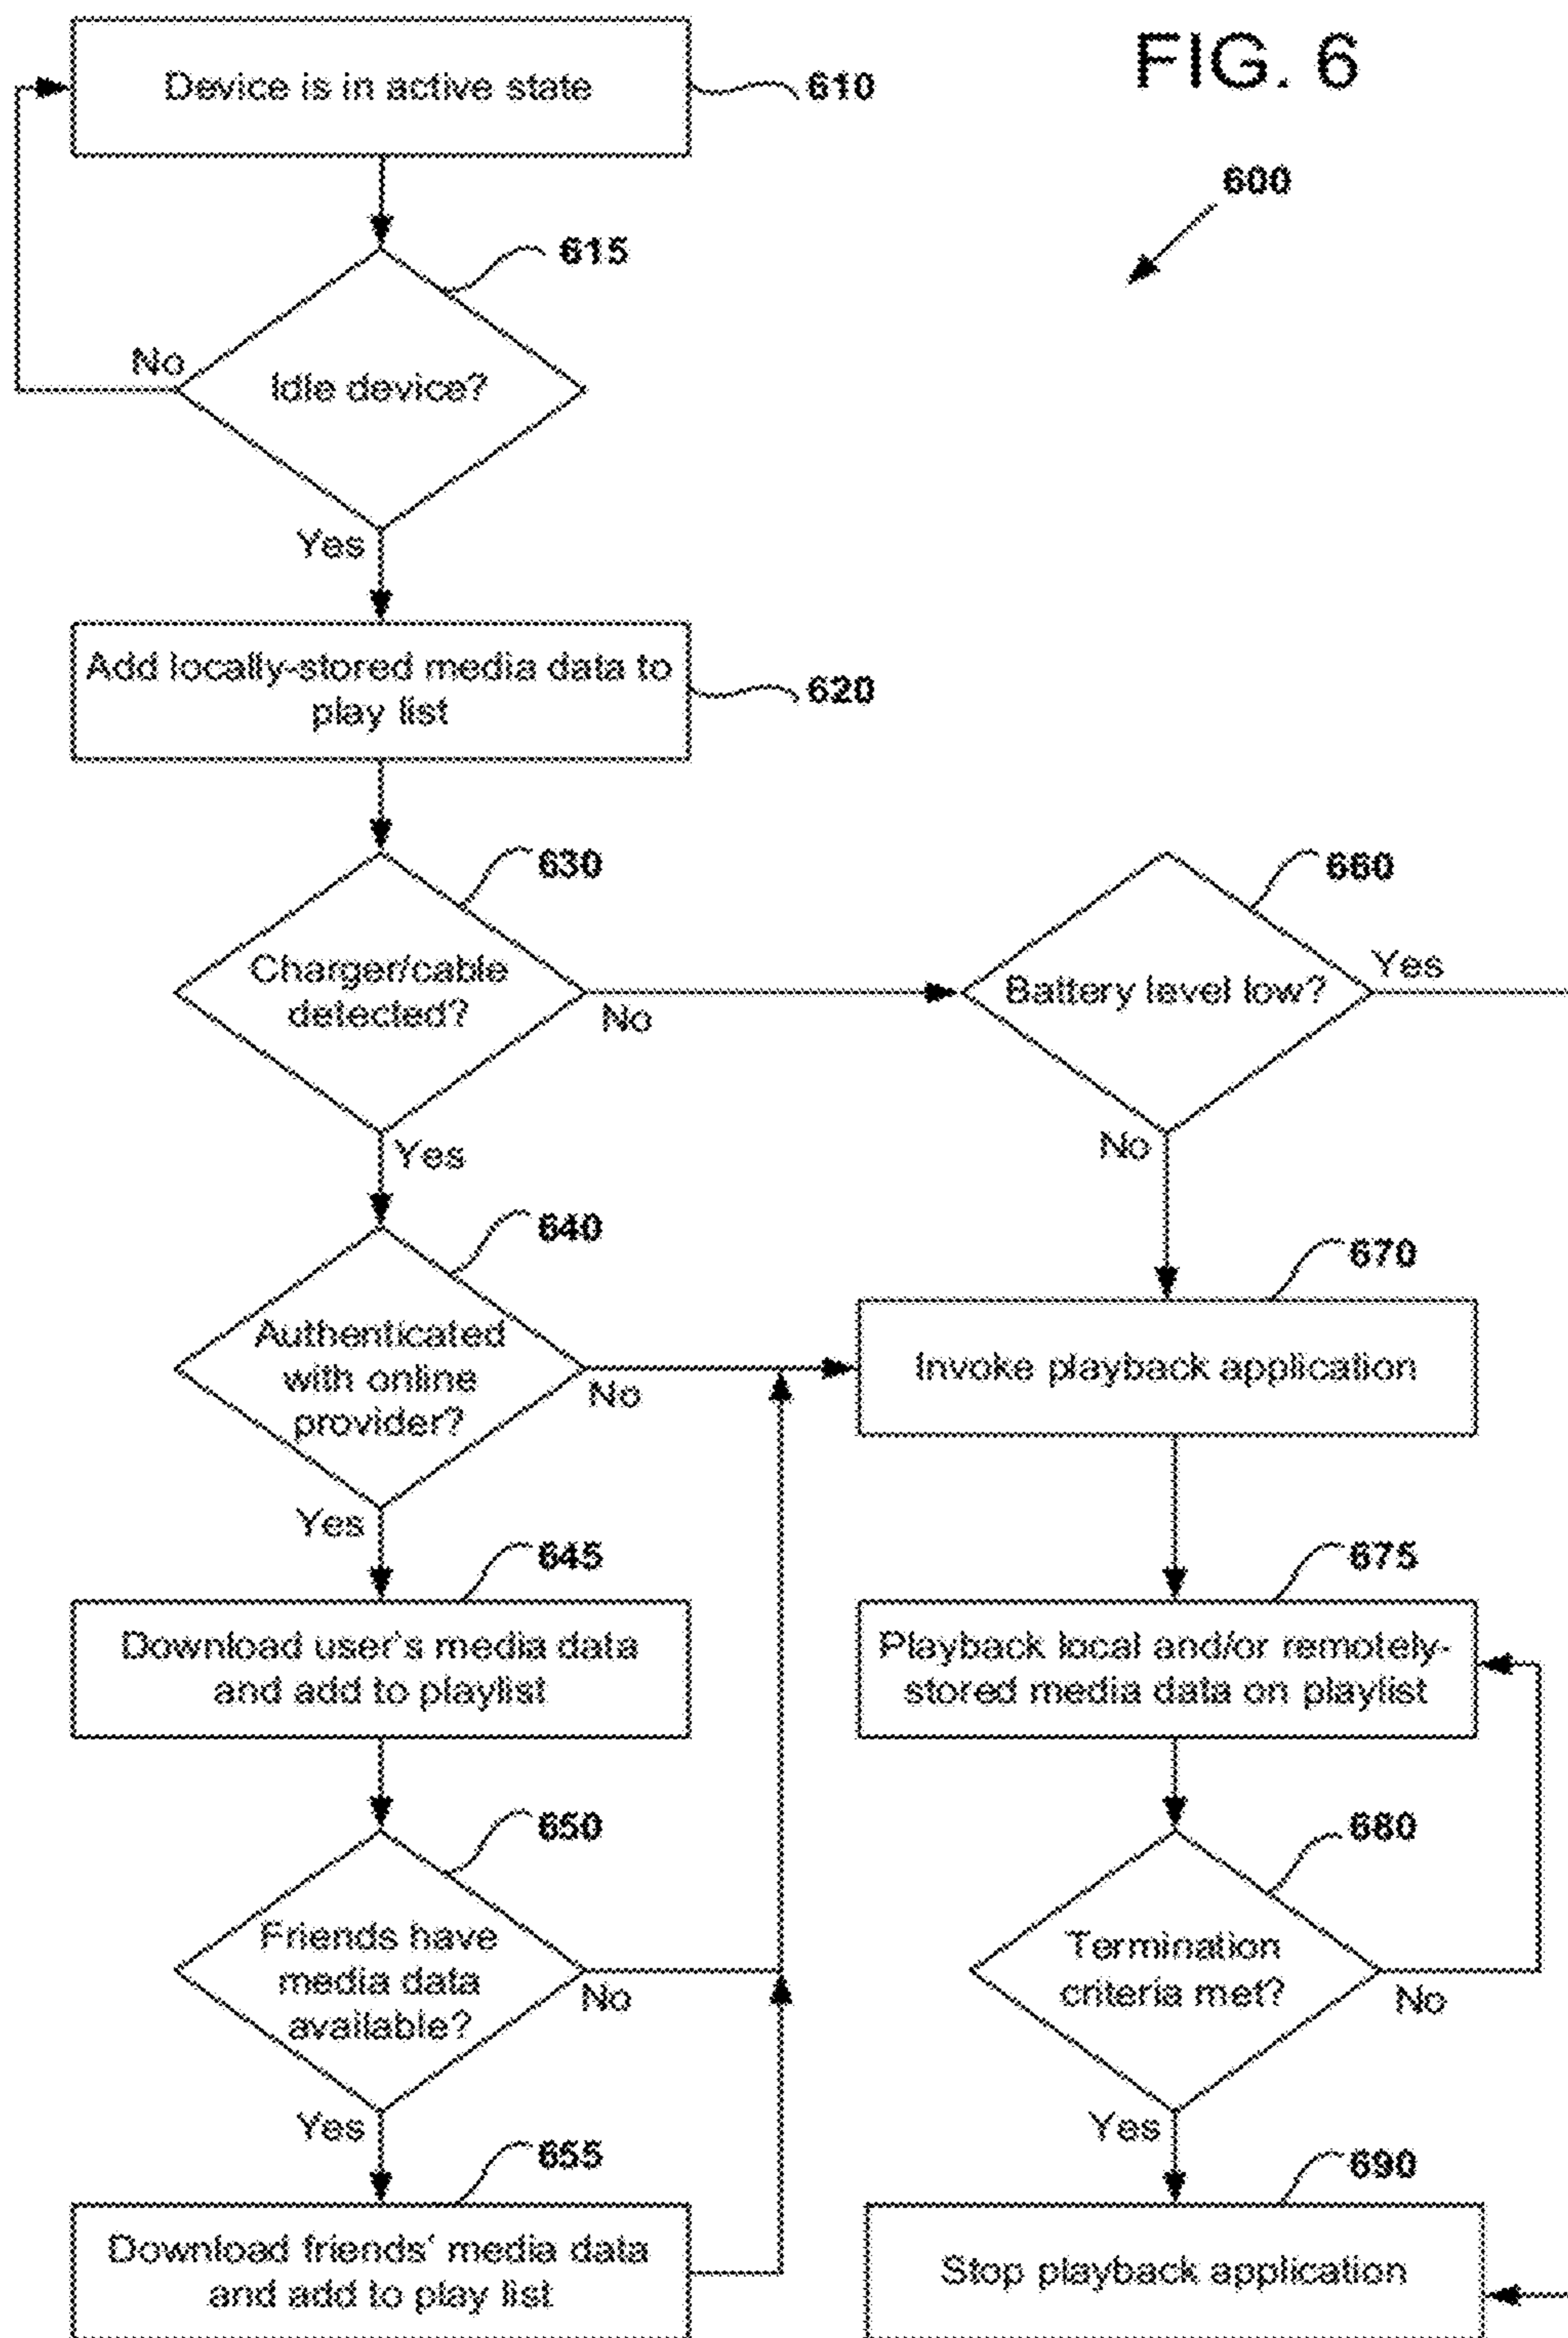 FIG. 6
600
Device is in active state
610
615
Idle device?
No
Yes
Add locally-stored media data to
play list
620
630
Charger/cable
detected?
No
Yes
660
Battery level low?
Yes
No
640
Authenticated
with online
provider?
No
Yes
670
Invoke playback application
645
Download user's media data
and add to playlist
675
Playback local and/or remotely-
stored media data on playlist
650
Friends have
media data
available?
No
Yes
680
Termination
criteria met?
No
Yes
655
Download friends' media data
and add to play list
690
Stop playback application